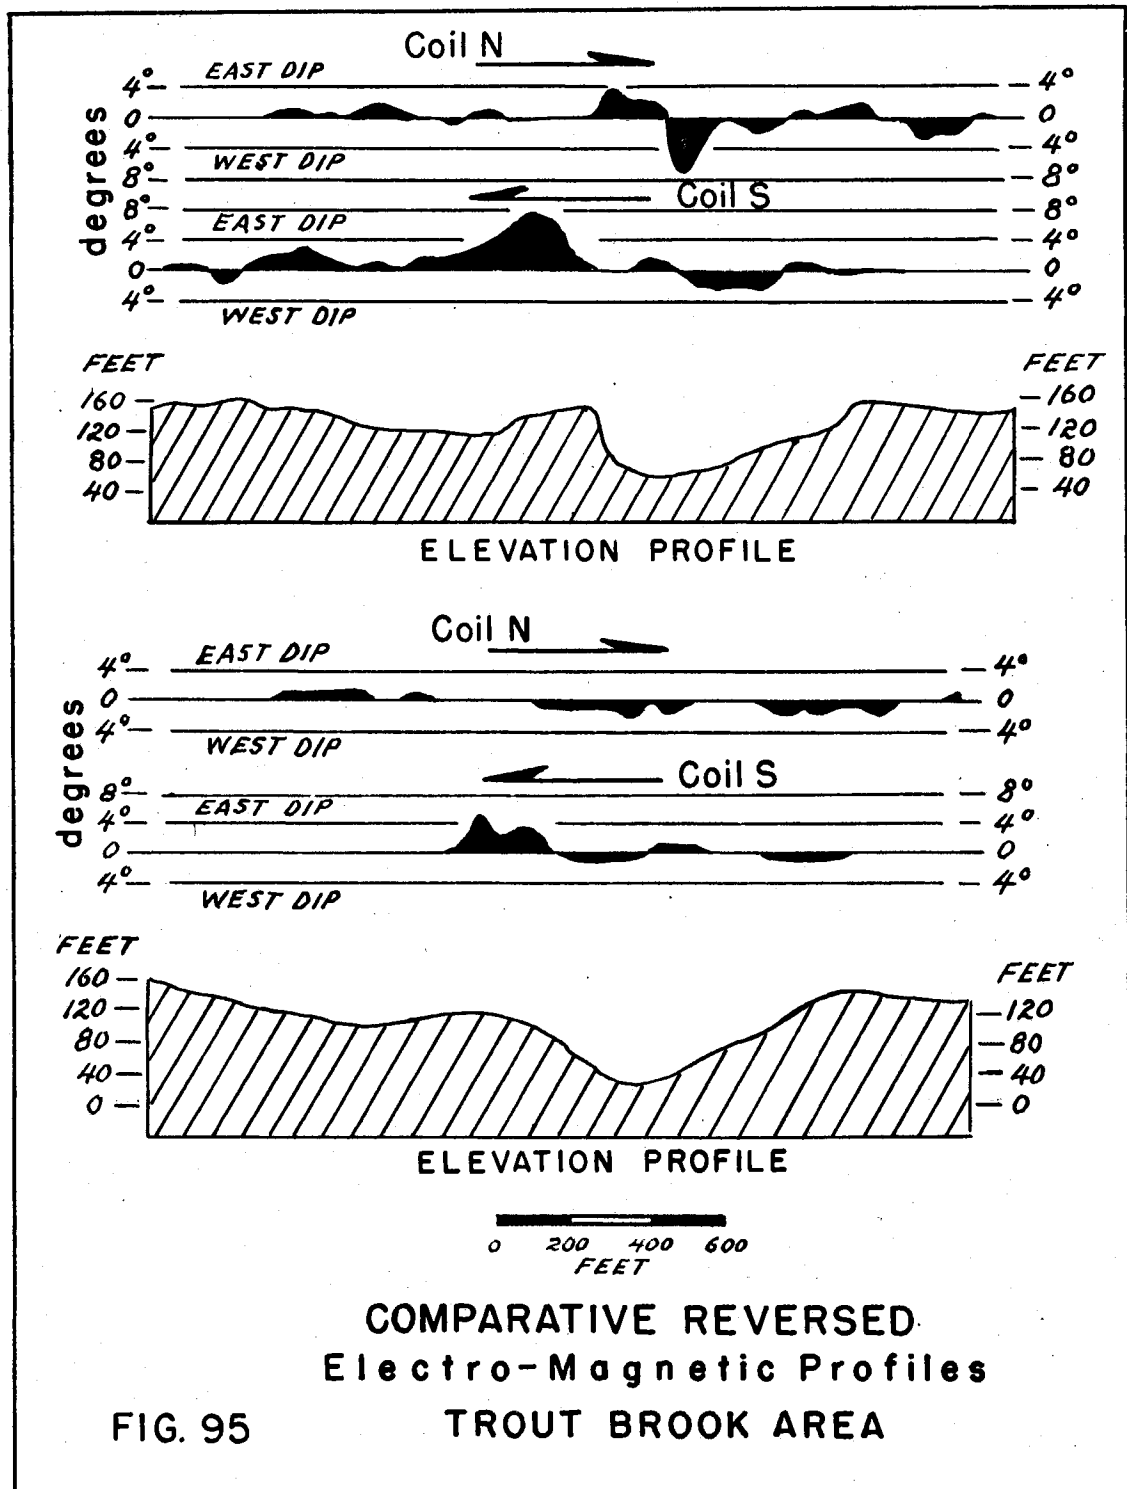 Coil N
EAST DIP
4° 4°
0 0
4° 4°
WEST DIP
8° 8°
degrees
Coil S
8° 8°
EAST DIP
4° 4°
0 0
4° 4°
WEST DIP
FEET FEET
160 160
120 120
80 80
40 40
ELEVATION PROFILE
Coil N
EAST DIP
4° 4°
0 0
4° 4°
WEST DIP
degrees
Coil S
8° 8°
EAST DIP
4° 4°
0 0
4° 4°
WEST DIP
FEET FEET
160
120 120
80 80
40 40
0 0
ELEVATION PROFILE
0 200 400 600
FEET
COMPARATIVE REVERSED
Electro-Magnetic Profiles
FIG. 95 TROUT BROOK AREA